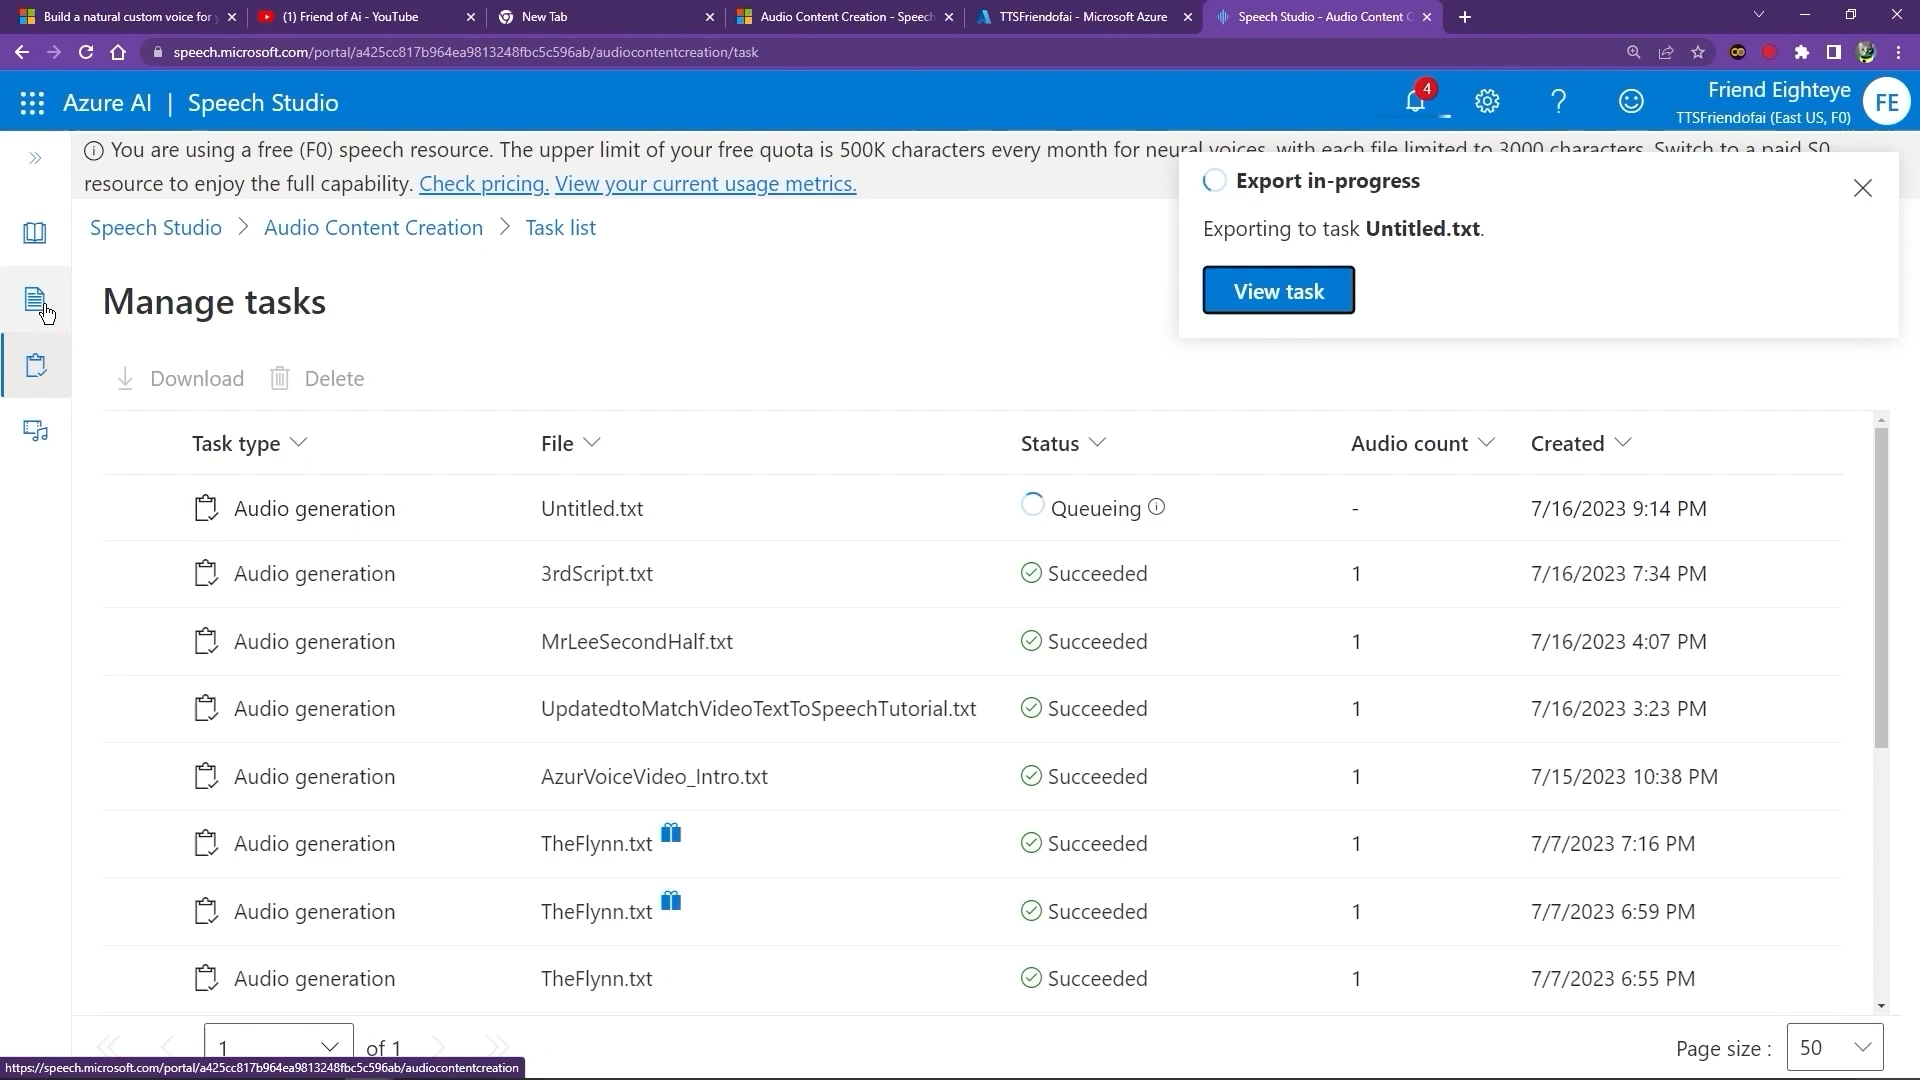 Build a natural custom voice for
(1) Friend of Ai - YouTube
New Tab
Audio Content Creation - Speech
TTSFriendofai - Microsoft Azure
Speech Studio - Audio Content C
speech.microsoft.com/portal/a425cc817b964ea9813248fbc5c596ab/audiocontentcreation/task
Azure AI | Speech Studio
4
Friend Eighteye
TTSFriendofai (East US, F0)
FE
You are using a free (F0) speech resource. The upper limit of your free quota is 500K characters every month for neural voices, with each file limited to 3000 characters. Switch to a paid S0
resource to enjoy the full capability. Check pricing. View your current usage metrics.
Export in-progress
Exporting to task Untitled.txt.
View task
Speech Studio > Audio Content Creation > Task list
Manage tasks
Download Delete
Task type File Status Audio count Created
Audio generation Untitled.txt Queueing - 7/16/2023 9:14 PM
Audio generation 3rdScript.txt Succeeded 1 7/16/2023 7:34 PM
Audio generation MrLeeSecondHalf.txt Succeeded 1 7/16/2023 4:07 PM
Audio generation UpdatedtoMatchVideoTextToSpeechTutorial.txt Succeeded 1 7/16/2023 3:23 PM
Audio generation AzurVoiceVideo_Intro.txt Succeeded 1 7/15/2023 10:38 PM
Audio generation TheFlynn.txt Succeeded 1 7/7/2023 7:16 PM
Audio generation TheFlynn.txt Succeeded 1 7/7/2023 6:59 PM
Audio generation TheFlynn.txt Succeeded 1 7/7/2023 6:55 PM
1 of 1
Page size : 50
https://speech.microsoft.com/portal/a425cc817b964ea9813248fbc5c596ab/audiocontentcreation